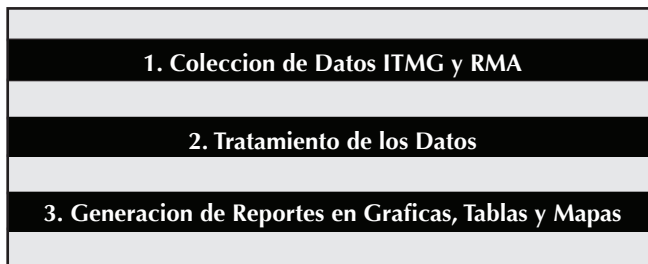 1. Coleccion de Datos ITMG y RMA
2. Tratamiento de los Datos
3. Generacion de Reportes en Graficas, Tablas y Mapas